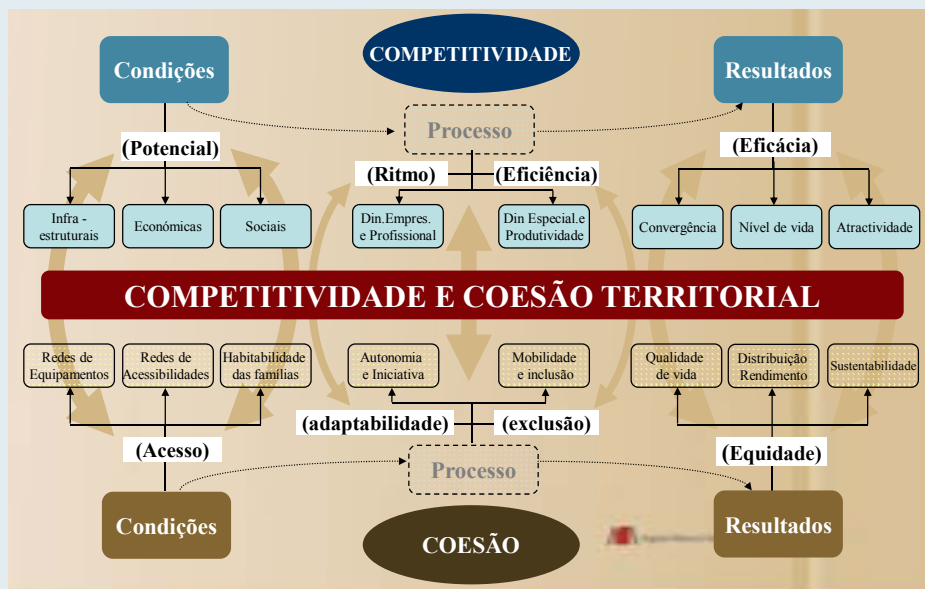 COMPETITIVIDADE
Condições
Resultados
Processo
(Potencial)
(Ritmo)
(Eficiência)
(Eficácia)
Infra -
estruturais
Económicas
Sociais
Din.Empres.
e Profissional
Din Especial.e
Produtividade
Convergência
Nível de vida
Atractividade
COMPETITIVIDADE E COESÃO TERRITORIAL
Redes de
Equipamentos
Redes de
Acessibilidades
Habitabilidade
das famílias
Autonomia
e Iniciativa
Mobilidade
e inclusão
Qualidade
de vida
Distribuição
Rendimento
Sustentabilidade
(adaptabilidade)
(exclusão)
(Acesso)
(Equidade)
Processo
Condições
Resultados
COESÃO